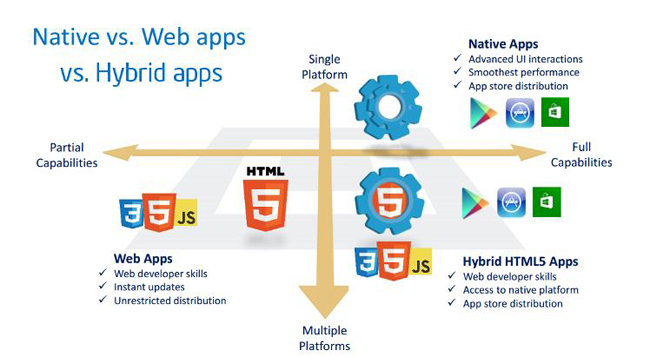 Native vs. Web apps
vs. Hybrid apps
Single
Platform
Native Apps
✓ Advanced UI interactions
✓ Smoothest performance
✓ App store distribution
Partial
Capabilities
Full
Capabilities
HTML
5
5
3 5 JS
Web Apps
✓ Web developer skills
✓ Instant updates
✓ Unrestricted distribution
3 5 JS
Hybrid HTML5 Apps
✓ Web developer skills
✓ Access to native platform
✓ App store distribution
Multiple
Platforms